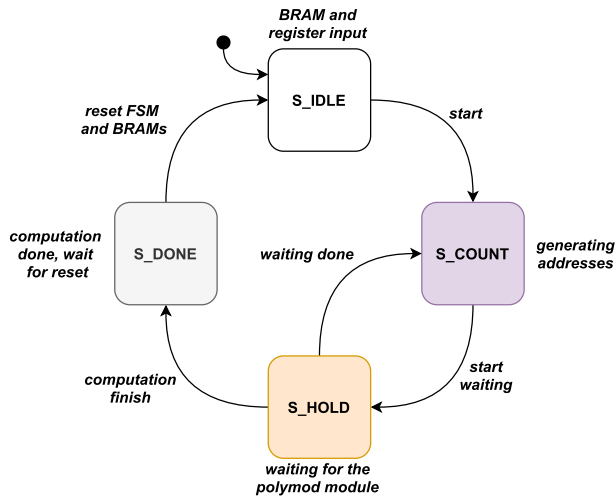 BRAM and
register input
S_IDLE
reset FSM
and BRAMs
start
computation
done, wait
for reset
S_DONE
waiting done
S_COUNT
generating
addresses
computation
finish
S_HOLD
start
waiting
waiting for the
polymod module